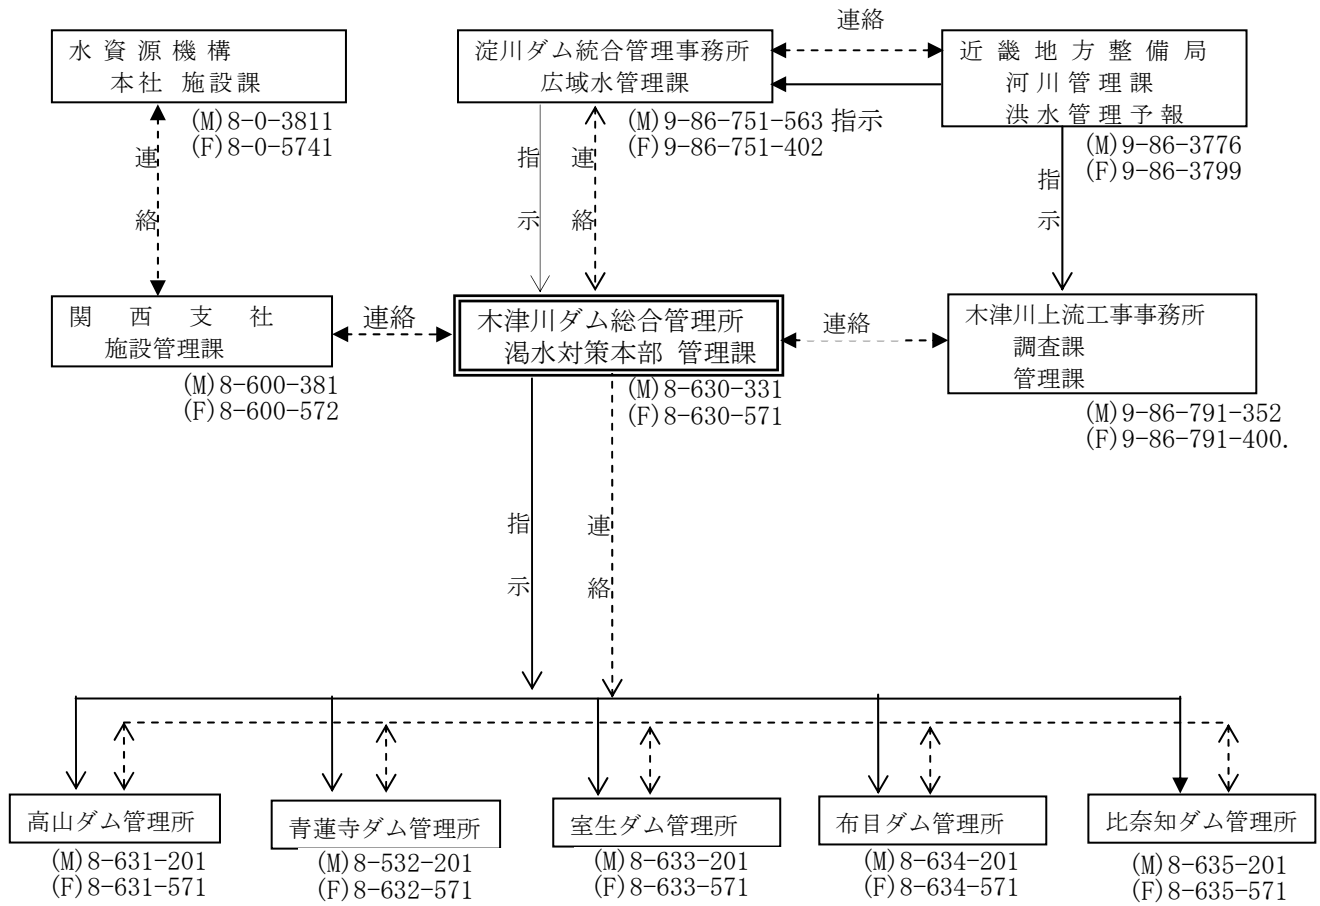 連絡
水資源機構
本社 施設課
淀川ダム統合管理事務所
広域水管理課
近畿地方整備局
河川管理課
洪水管理予報
(M)8-0-3811
(F)8-0-5741
(M)9-86-751-563 指示
(F)9-86-751-402
(M)9-86-3776
(F)9-86-3799
連
絡
指
示
連
絡
指
示
関西支社
施設管理課
連絡
木津川ダム総合管理所
渇水対策本部 管理課
連絡
木津川上流工事事務所
調査課
管理課
(M)8-600-381
(F)8-600-572
(M)8-630-331
(F)8-630-571
(M)9-86-791-352
(F)9-86-791-400.
指
示
連
絡
高山ダム管理所
青蓮寺ダム管理所
室生ダム管理所
布目ダム管理所
比奈知ダム管理所
(M)8-631-201
(F)8-631-571
(M)8-532-201
(F)8-632-571
(M)8-633-201
(F)8-633-571
(M)8-634-201
(F)8-634-571
(M)8-635-201
(F)8-635-571